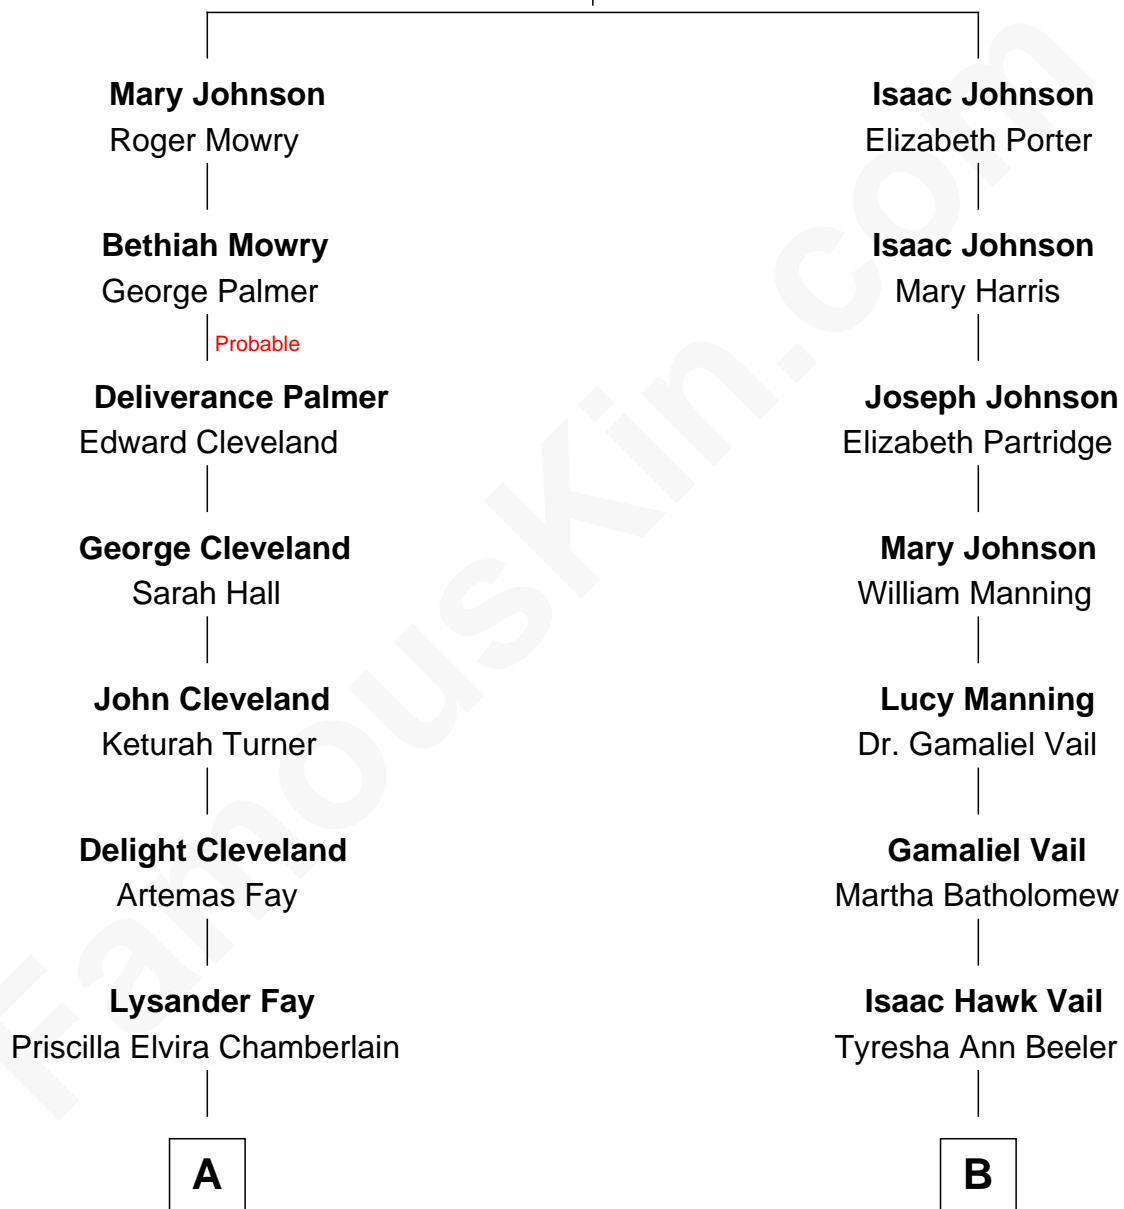 Mary Johnson
Roger Mowry
Isaac Johnson
Elizabeth Porter
Bethiah Mowry
George Palmer
Isaac Johnson
Mary Harris
Probable
Deliverance Palmer
Edward Cleveland
Joseph Johnson
Elizabeth Partridge
George Cleveland
Sarah Hall
Mary Johnson
William Manning
John Cleveland
Keturah Turner
Lucy Manning
Dr. Gamaliel Vail
Delight Cleveland
Artemas Fay
Gamaliel Vail
Martha Batholomew
Lysander Fay
Priscilla Elvira Chamberlain
Isaac Hawk Vail
Tyresha Ann Beeler
A
B
FamousKin.com